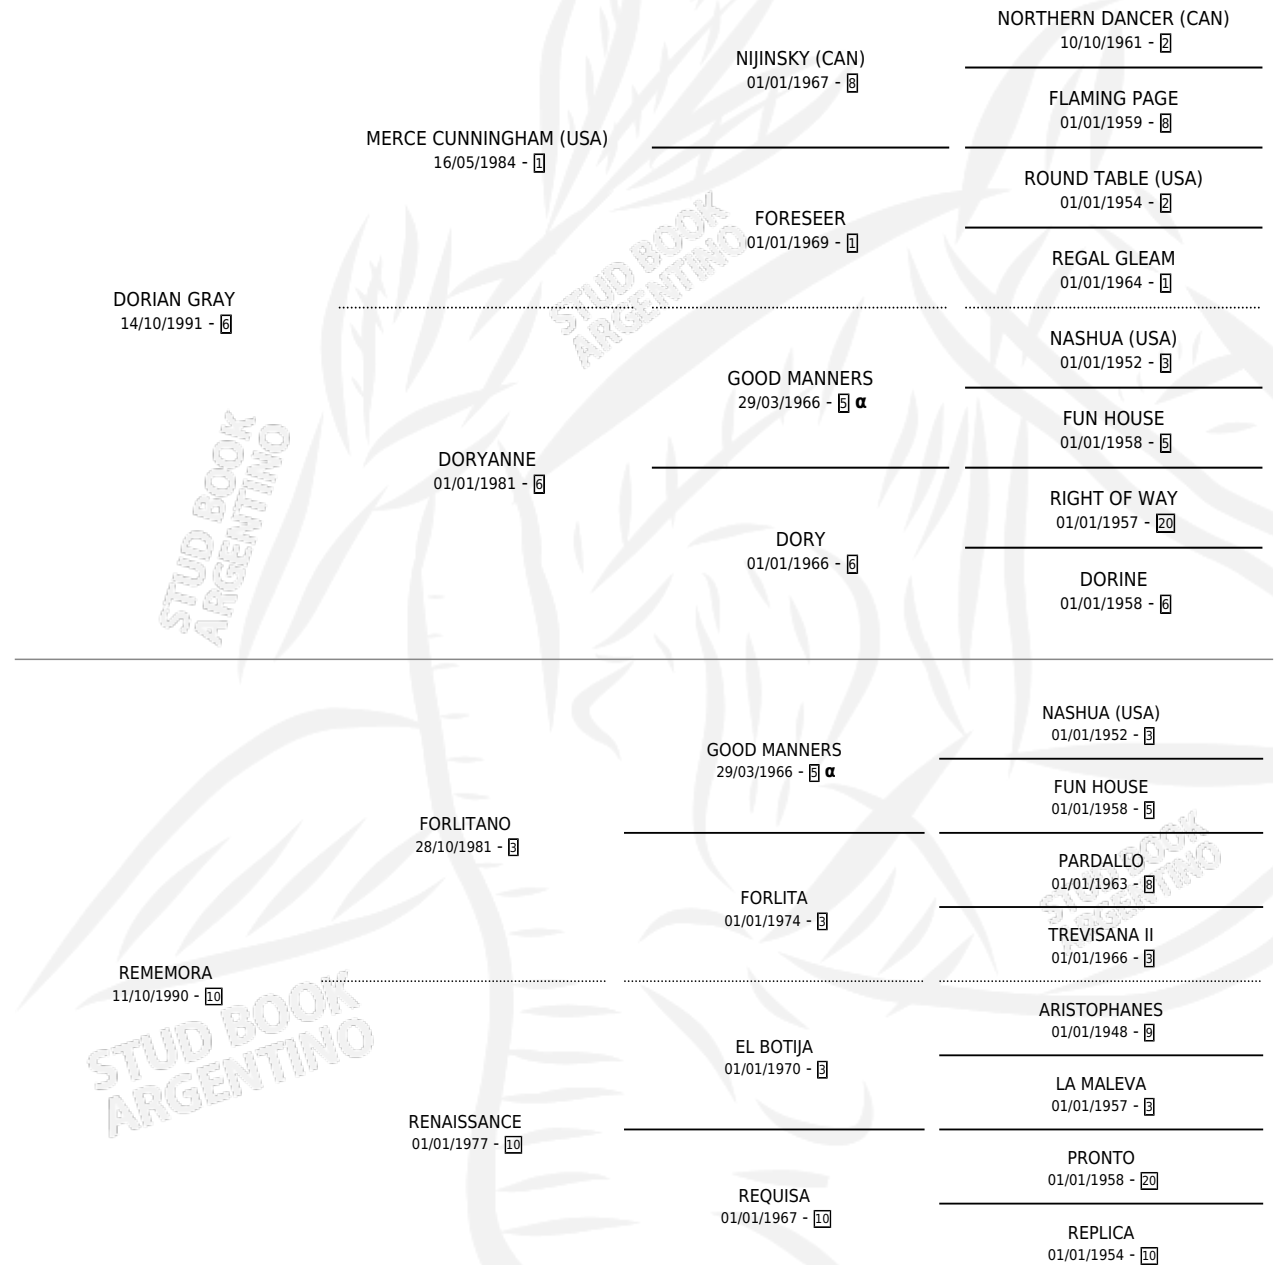 NORTHERN DANCER (CAN)
10/10/1961 - 2
NIJINSKY (CAN)
01/01/1967 - 8
FLAMING PAGE
01/01/1959 - 8
MERCE CUNNINGHAM (USA)
16/05/1984 - 1
ROUND TABLE (USA)
01/01/1954 - 2
FORESEER
01/01/1969 - 1
REGAL GLEAM
01/01/1964 - 1
STUD BOOK
ARGENTINO
DORIAN GRAY
14/10/1991 - 6
NASHUA (USA)
01/01/1952 - 3
GOOD MANNERS
29/03/1966 - 5 α
FUN HOUSE
01/01/1958 - 5
DORYANNE
01/01/1981 - 6
RIGHT OF WAY
01/01/1957 - 20
DORY
01/01/1966 - 6
DORINE
01/01/1958 - 6
STUD BOOK
ARGENTINO
NASHUA (USA)
01/01/1952 - 3
GOOD MANNERS
29/03/1966 - 5 α
FUN HOUSE
01/01/1958 - 5
FORLITANO
28/10/1981 - 3
PARDALLO
01/01/1963 - 8
FORLITA
01/01/1974 - 3
TREVISANA II
01/01/1966 - 3
STUD BOOK
ARGENTINO
REMEMORA
11/10/1990 - 10
ARISTOPHANES
01/01/1948 - 9
EL BOTIJA
01/01/1970 - 3
LA MALEVA
01/01/1957 - 3
RENAISSANCE
01/01/1977 - 10
PRONTO
01/01/1958 - 20
REQUISA
01/01/1967 - 10
REPLICA
01/01/1954 - 10
STUD BOOK
ARGENTINO